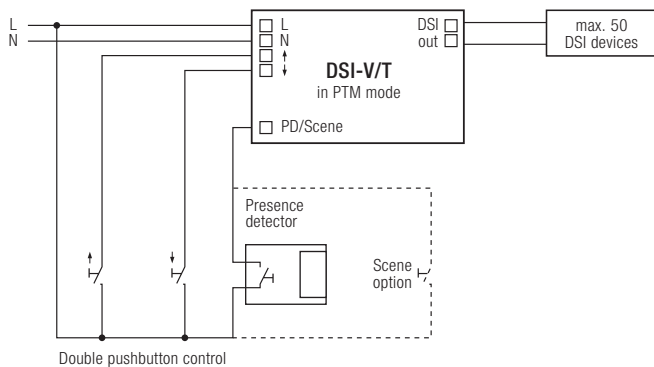 L
N
L
N
↑
↓
DSI-V/T
in PTM mode
PD/Scene
DSI
out
max. 50
DSI devices
Presence
detector
Scene
option
Double pushbutton control